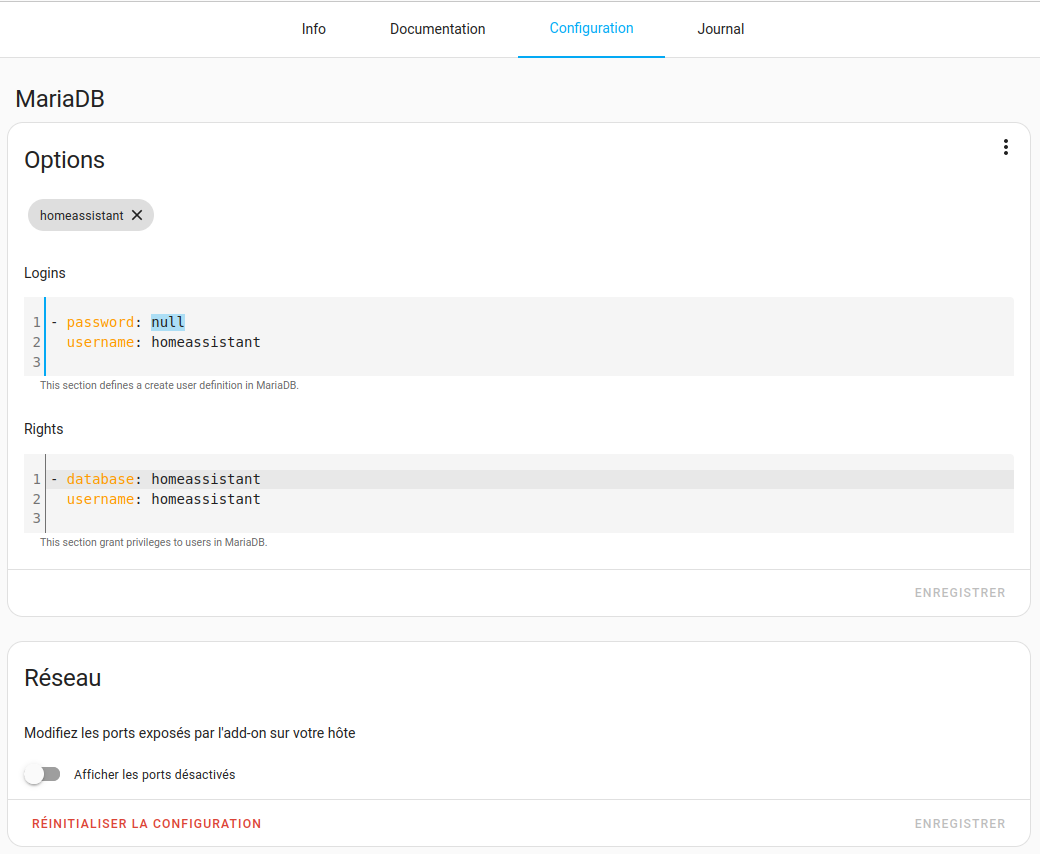 Info Documentation Configuration Journal
MariaDB
Options
homeassistant
Logins
1 - password: null
2 username: homeassistant
3
This section defines a create user definition in MariaDB.
Rights
1 - database: homeassistant
2 username: homeassistant
3
This section grant privileges to users in MariaDB.
ENREGISTRER
Réseau
Modifiez les ports exposés par l'add-on sur votre hôte
Afficher les ports désactivés
RÉINITIALISER LA CONFIGURATION ENREGISTRER